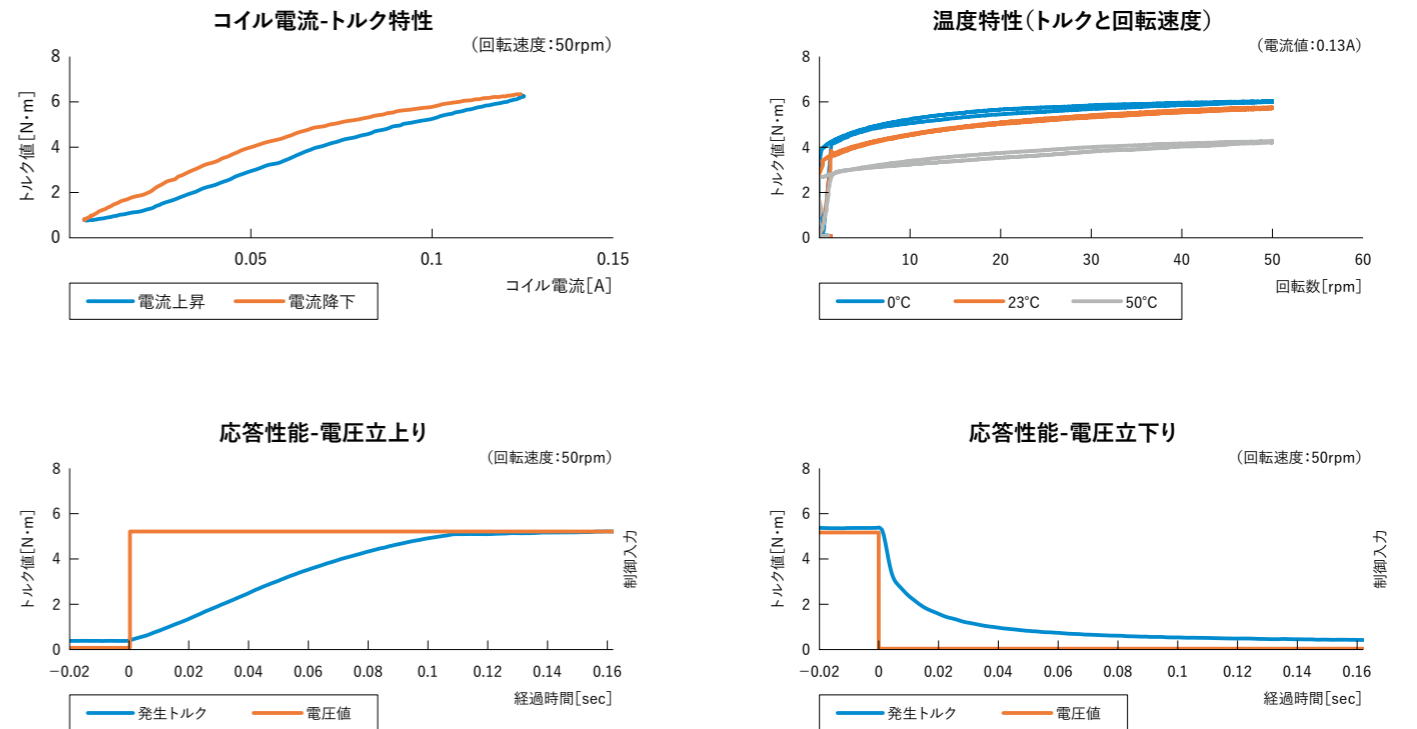 コイル電流-トルク特性
（回転速度：50rpm）
トルク値［N・m］
8
6
4
2
0
0.05
0.1
0.15
コイル電流［A］
電流上昇
電流降下
温度特性（トルクと回転速度）
（電流値：0.13A）
トルク値［N・m］
8
6
4
2
0
10
20
30
40
50
60
回転数［rpm］
0℃
23℃
50℃
応答性能-電圧立上り
（回転速度：50rpm）
トルク値［N・m］
8
6
4
2
0
−0.02
0
0.02
0.04
0.06
0.08
0.1
0.12
0.14
0.16
制御入力
経過時間［sec］
発生トルク
電圧値
応答性能-電圧立下り
（回転速度：50rpm）
トルク値［N・m］
8
6
4
2
0
−0.02
0
0.02
0.04
0.06
0.08
0.1
0.12
0.14
0.16
制御入力
経過時間［sec］
発生トルク
電圧値